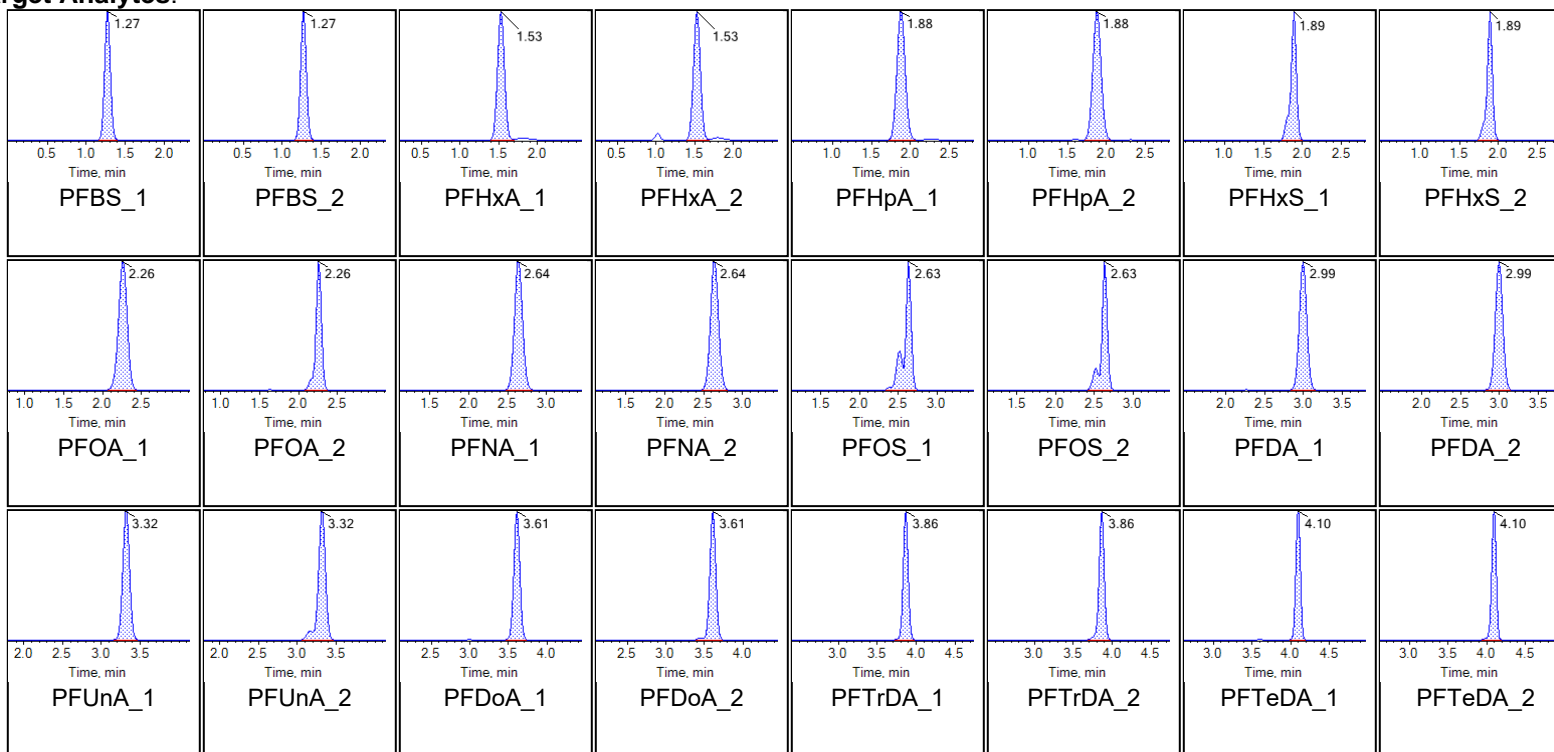 rget Analytes:
1.27 1.27 1.53 1.53 1.88 1.88 1.89 1.89
0.5 1.0 1.5 2.0 0.5 1.0 1.5 2.0 0.5 1.0 1.5 2.0 0.5 1.0 1.5 2.0 1.0 1.5 2.0 2.5 1.0 1.5 2.0 2.5 1.0 1.5 2.0 2.5 1.0 1.5 2.0 2.5
Time, min Time, min Time, min Time, min Time, min Time, min Time, min Time, min
PFBS_1 PFBS_2 PFHxA_1 PFHxA_2 PFHpA_1 PFHpA_2 PFHxS_1 PFHxS_2
2.26 2.26 2.64 2.64 2.63 2.63 2.99 2.99
1.0 1.5 2.0 2.5 1.0 1.5 2.0 2.5 1.5 2.0 2.5 3.0 1.5 2.0 2.5 3.0 1.5 2.0 2.5 3.0 1.5 2.0 2.5 3.0 2.0 2.5 3.0 3.5 2.0 2.5 3.0 3.5
Time, min Time, min Time, min Time, min Time, min Time, min Time, min Time, min
PFOA_1 PFOA_2 PFNA_1 PFNA_2 PFOS_1 PFOS_2 PFDA_1 PFDA_2
3.32 3.32 3.61 3.61 3.86 3.86 4.10 4.10
2.0 2.5 3.0 3.5 2.0 2.5 3.0 3.5 2.5 3.0 3.5 4.0 2.5 3.0 3.5 4.0 3.0 3.5 4.0 4.5 3.0 3.5 4.0 4.5 3.0 3.5 4.0 4.5 3.0 3.5 4.0 4.5
Time, min Time, min Time, min Time, min Time, min Time, min Time, min Time, min
PFUnA_1 PFUnA_2 PFDoA_1 PFDoA_2 PFTrDA_1 PFTrDA_2 PFTeDA_1 PFTeDA_2